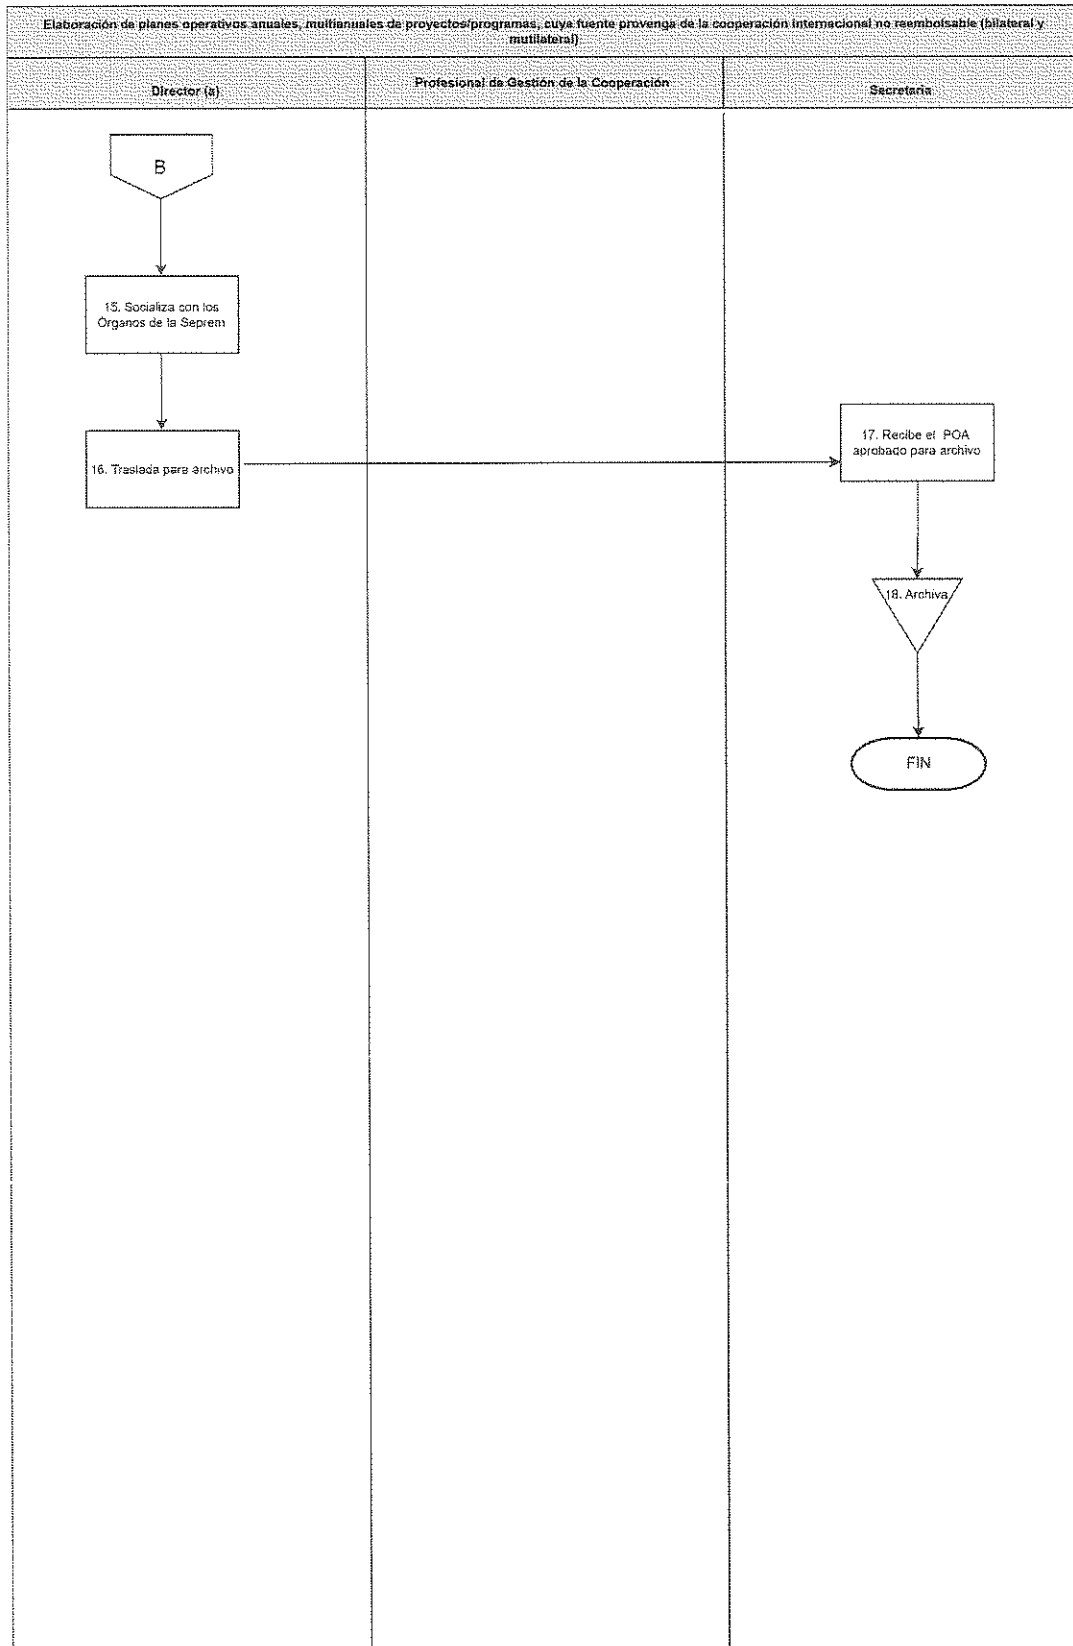 Elaboración de planes operativos anuales, multianuales de proyectos/programas, cuya fuente provenga de la cooperación internacional no reembolsable (bilateral y
mutilateral)
Director (a)
Profesional de Gestión de la Cooperación
Secretaria
B
15. Socializa con los
Órganos de la Seprem
16. Traslada para archivo
17. Recibe el POA
aprobado para archivo
18. Archiva
FIN